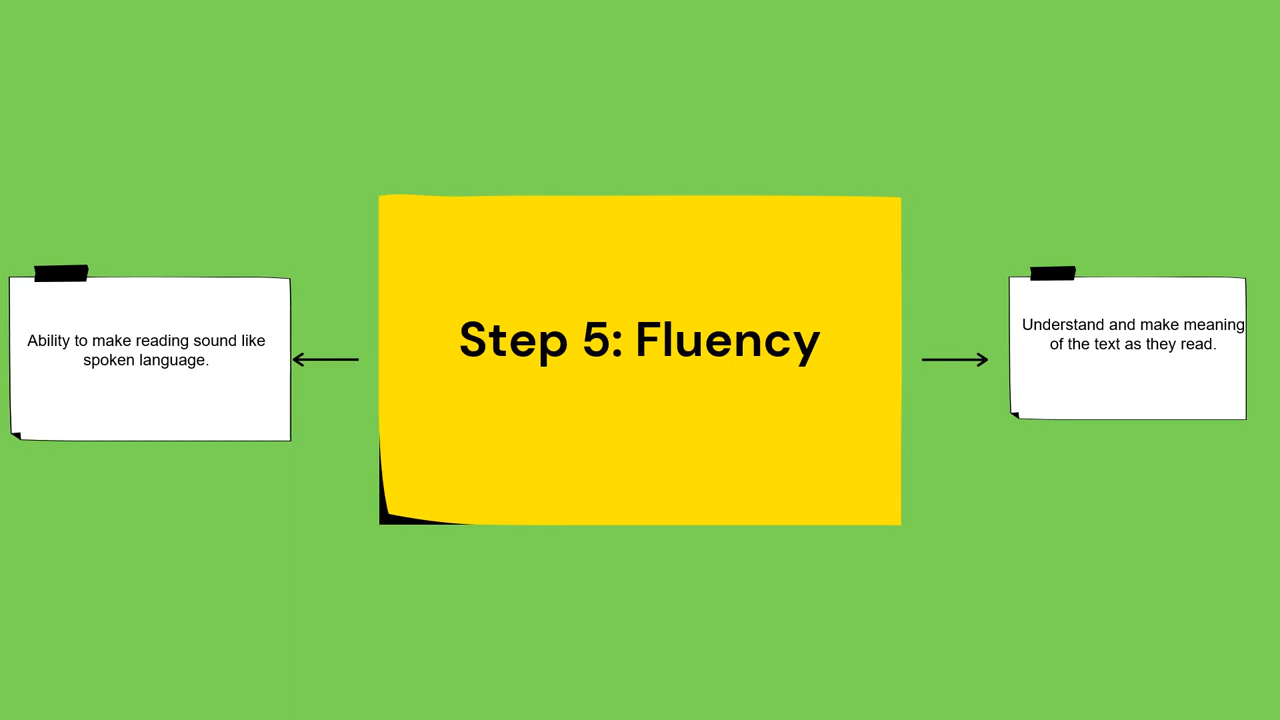 Ability to make reading sound like
spoken language.
Step 5: Fluency
Understand and make meaning
of the text as they read.